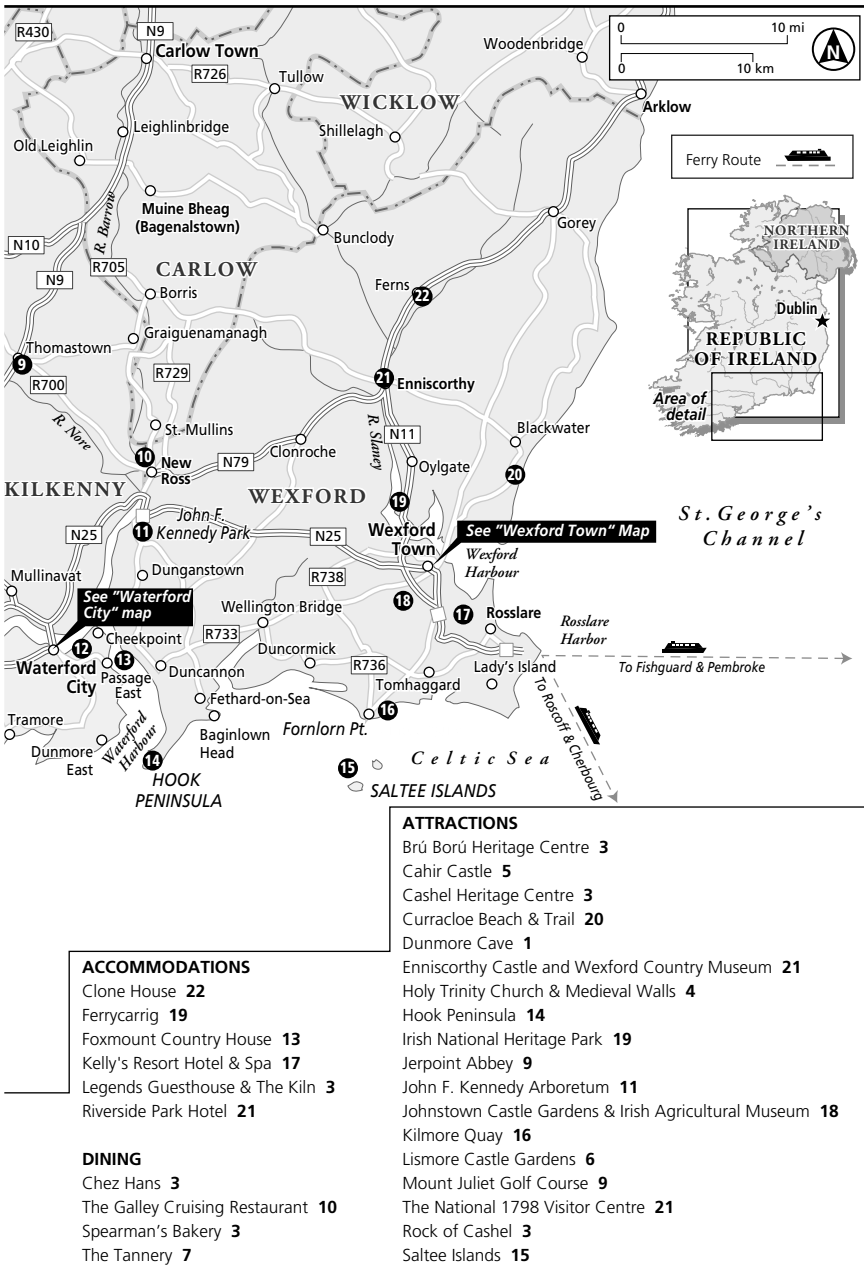 R430
N9
Carlow Town
R726
Tullow
Woodenbridge
0 10 mi
0 10 km
N
WICKLOW
Arklow
Shillelagh
Leighlinbridge
Old Leighlin
Ferry Route
R. Barrow
Muine Bheag
(Bagenalstown)
Bunclody
Gorey
N10
N9
R705
CARLOW
Borris
Ferns
22
NORTHERN
IRELAND
Dublin
REPUBLIC
OF IRELAND
Area of
detail
Graiguenamanagh
Thomastown
9
R700
R729
21 Enniscorthy
R. Nore
St. Mullins
R. Slaney
N11
Blackwater
10
New
Ross
N79
Clonroche
Oylgate
20
KILKENNY
WEXFORD
19
John F.
Kennedy Park
11
N25
N25
Wexford
Town
See "Wexford Town" Map
Wexford
Harbour
St. George's
Channel
Mullinavat
Dunganstown
R738
See "Waterford
City" map
Wellington Bridge
18
17
Rosslare
Rosslare
Harbor
12
Cheekpoint
R733
Duncormick
Waterford
City
13
Passage
East
Duncannon
R736
Lady's Island
To Fishguard & Pembroke
Tomhaggard
To Roscoff & Cherbourg
Fethard-on-Sea
Tramore
Waterford
Harbour
Baginlown
Head
Fornlorn Pt.
16
Dunmore
East
14
HOOK
PENINSULA
15
Celtic Sea
SALTEE ISLANDS
ACCOMMODATIONS
Clone House 22
Ferrycarrig 19
Foxmount Country House 13
Kelly's Resort Hotel & Spa 17
Legends Guesthouse & The Kiln 3
Riverside Park Hotel 21
DINING
Chez Hans 3
The Galley Cruising Restaurant 10
Spearman's Bakery 3
The Tannery 7
ATTRACTIONS
Brú Ború Heritage Centre 3
Cahir Castle 5
Cashel Heritage Centre 3
Curracloe Beach & Trail 20
Dunmore Cave 1
Enniscorthy Castle and Wexford Country Museum 21
Holy Trinity Church & Medieval Walls 4
Hook Peninsula 14
Irish National Heritage Park 19
Jerpoint Abbey 9
John F. Kennedy Arboretum 11
Johnstown Castle Gardens & Irish Agricultural Museum 18
Kilmore Quay 16
Lismore Castle Gardens 6
Mount Juliet Golf Course 9
The National 1798 Visitor Centre 21
Rock of Cashel 3
Saltee Islands 15